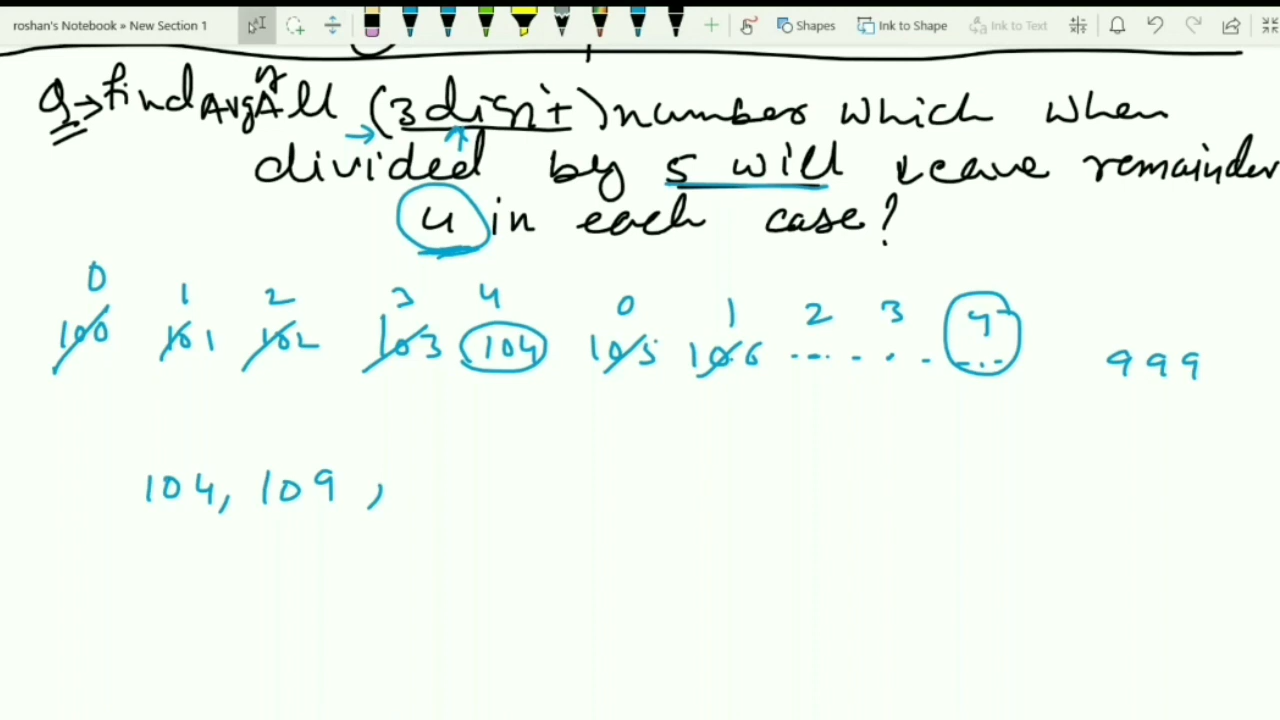 roshan's Notebook » New Section 1
Shapes Ink to Shape Ink to Text
Q→ find Avg of All (3 digit) number which when
divided by 5 will leave remainder
4 in each case?
0 1 2 3 4 0 1 2 3 4
100 101 102 103 104 105 106 ........ 999
104, 109,